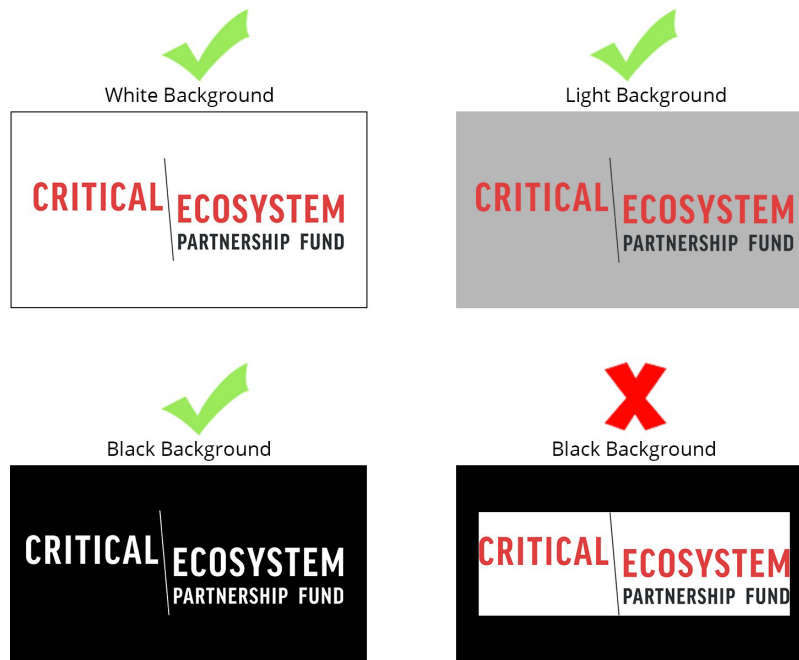 White Background
CRITICAL
ECOSYSTEM
PARTNERSHIP FUND
Light Background
CRITICAL
ECOSYSTEM
PARTNERSHIP FUND
Black Background
CRITICAL
ECOSYSTEM
PARTNERSHIP FUND
Black Background
CRITICAL
ECOSYSTEM
PARTNERSHIP FUND